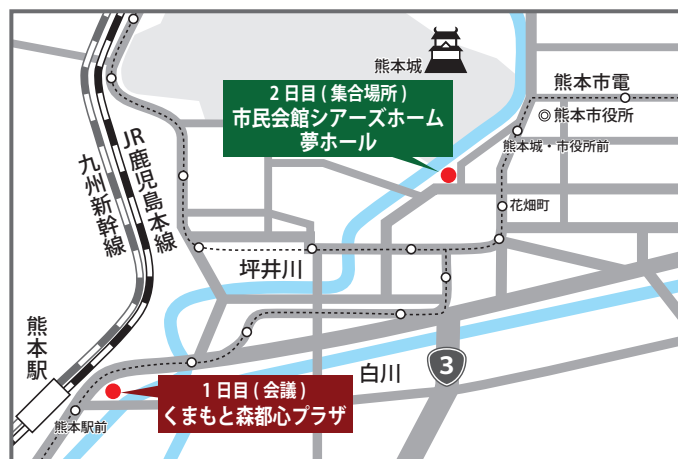 熊本城
2日目(集合場所)
市民会館シアーズホーム
夢ホール
熊本市電
◎熊本市役所
熊本城・市役所前
花畑町
JR鹿児島本線
九州新幹線
坪井川
熊本駅
白川
3
1日目(会議)
くまもと森都心プラザ
熊本駅前